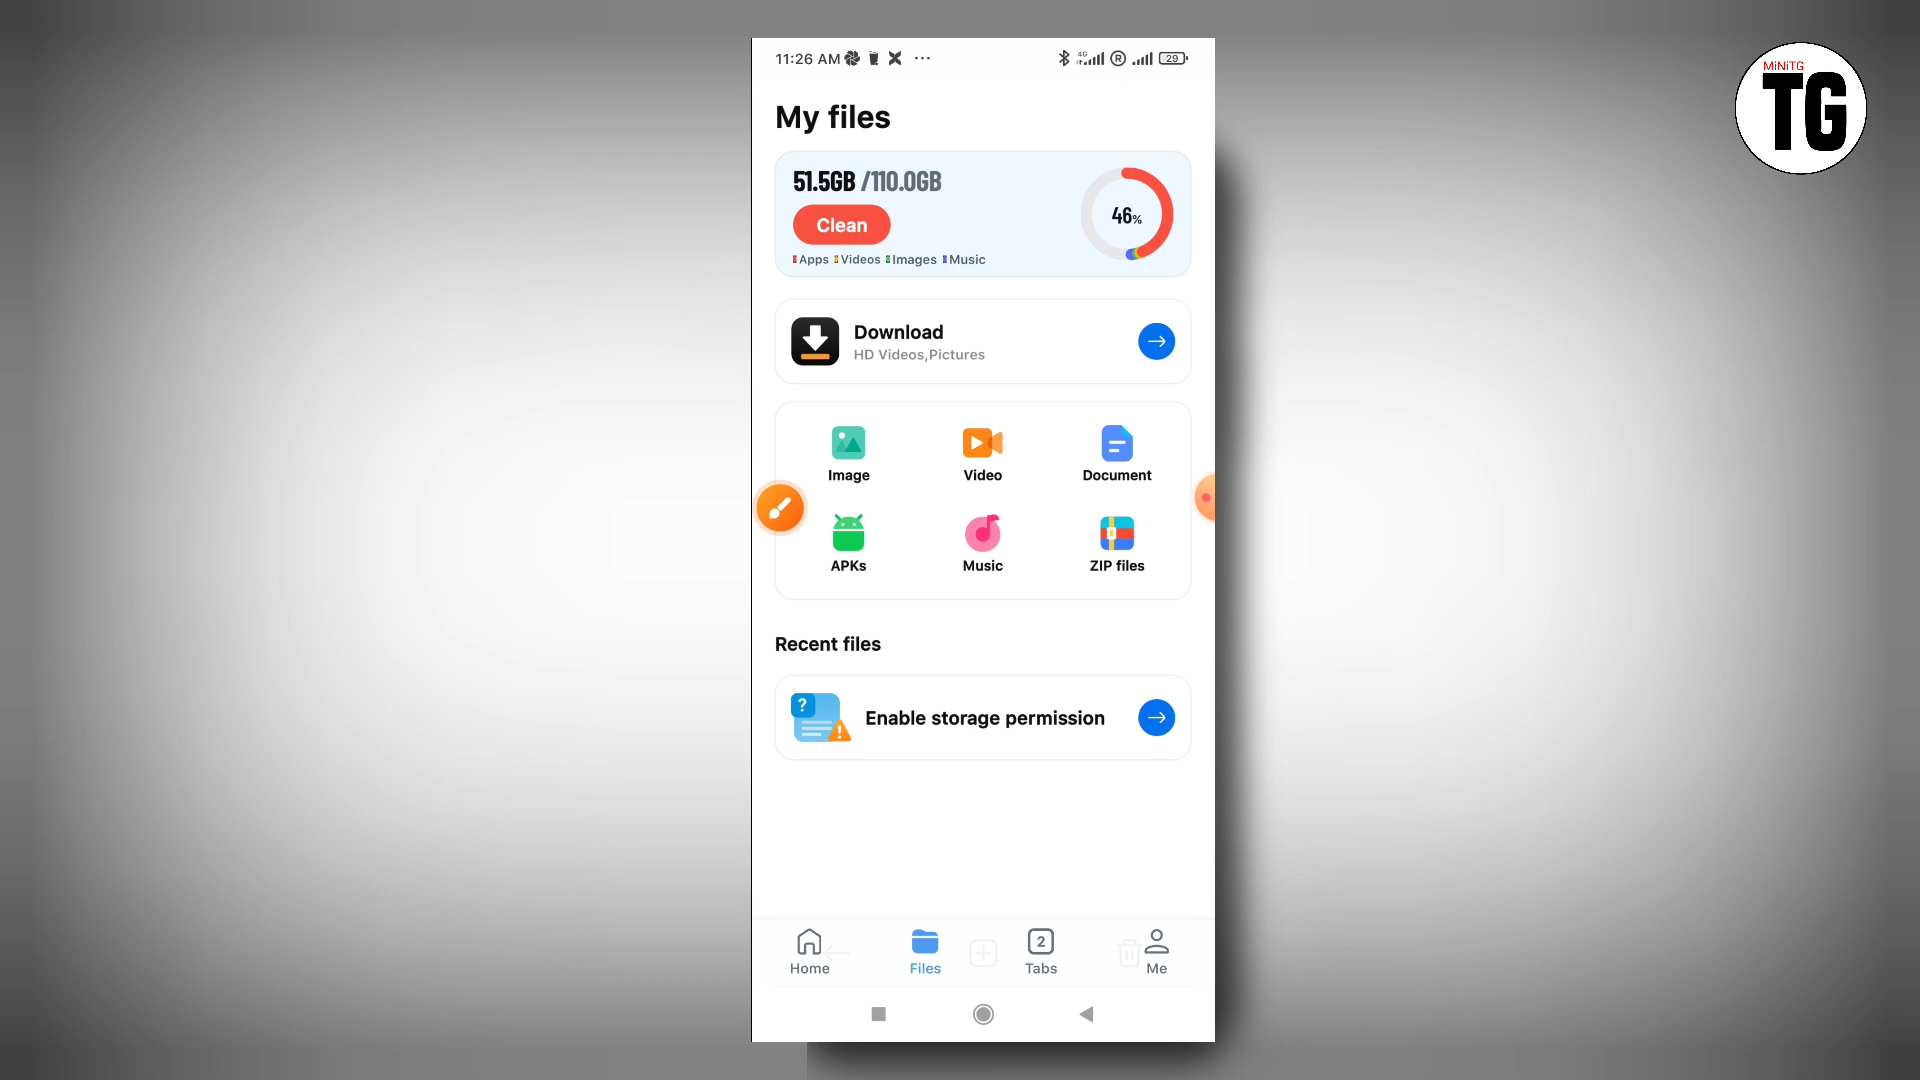 MiNiTG
TG
11:26 AM ··· 4G R 29
My files
51.5GB /110.0GB
Clean
46%
Apps Videos Images Music
Download
HD Videos,Pictures
Image Video Document
APKs Music ZIP files
Recent files
? Enable storage permission
2
Home Files Tabs Me